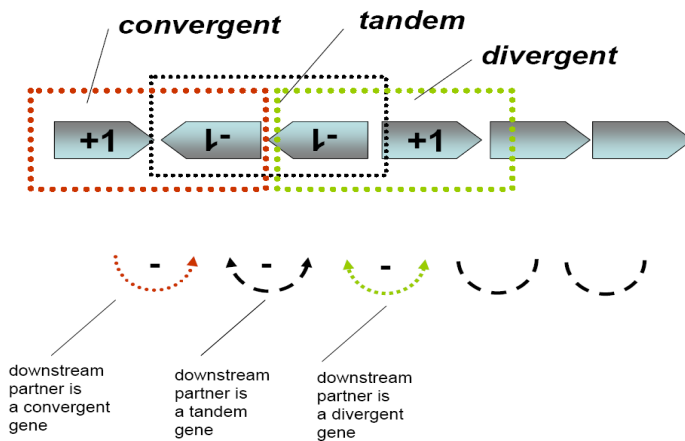 convergent
tandem
divergent
+1
-1
-1
+1
- - -
downstream
partner is
a convergent
gene
downstream
partner is
a tandem
gene
downstream
partner is
a divergent
gene